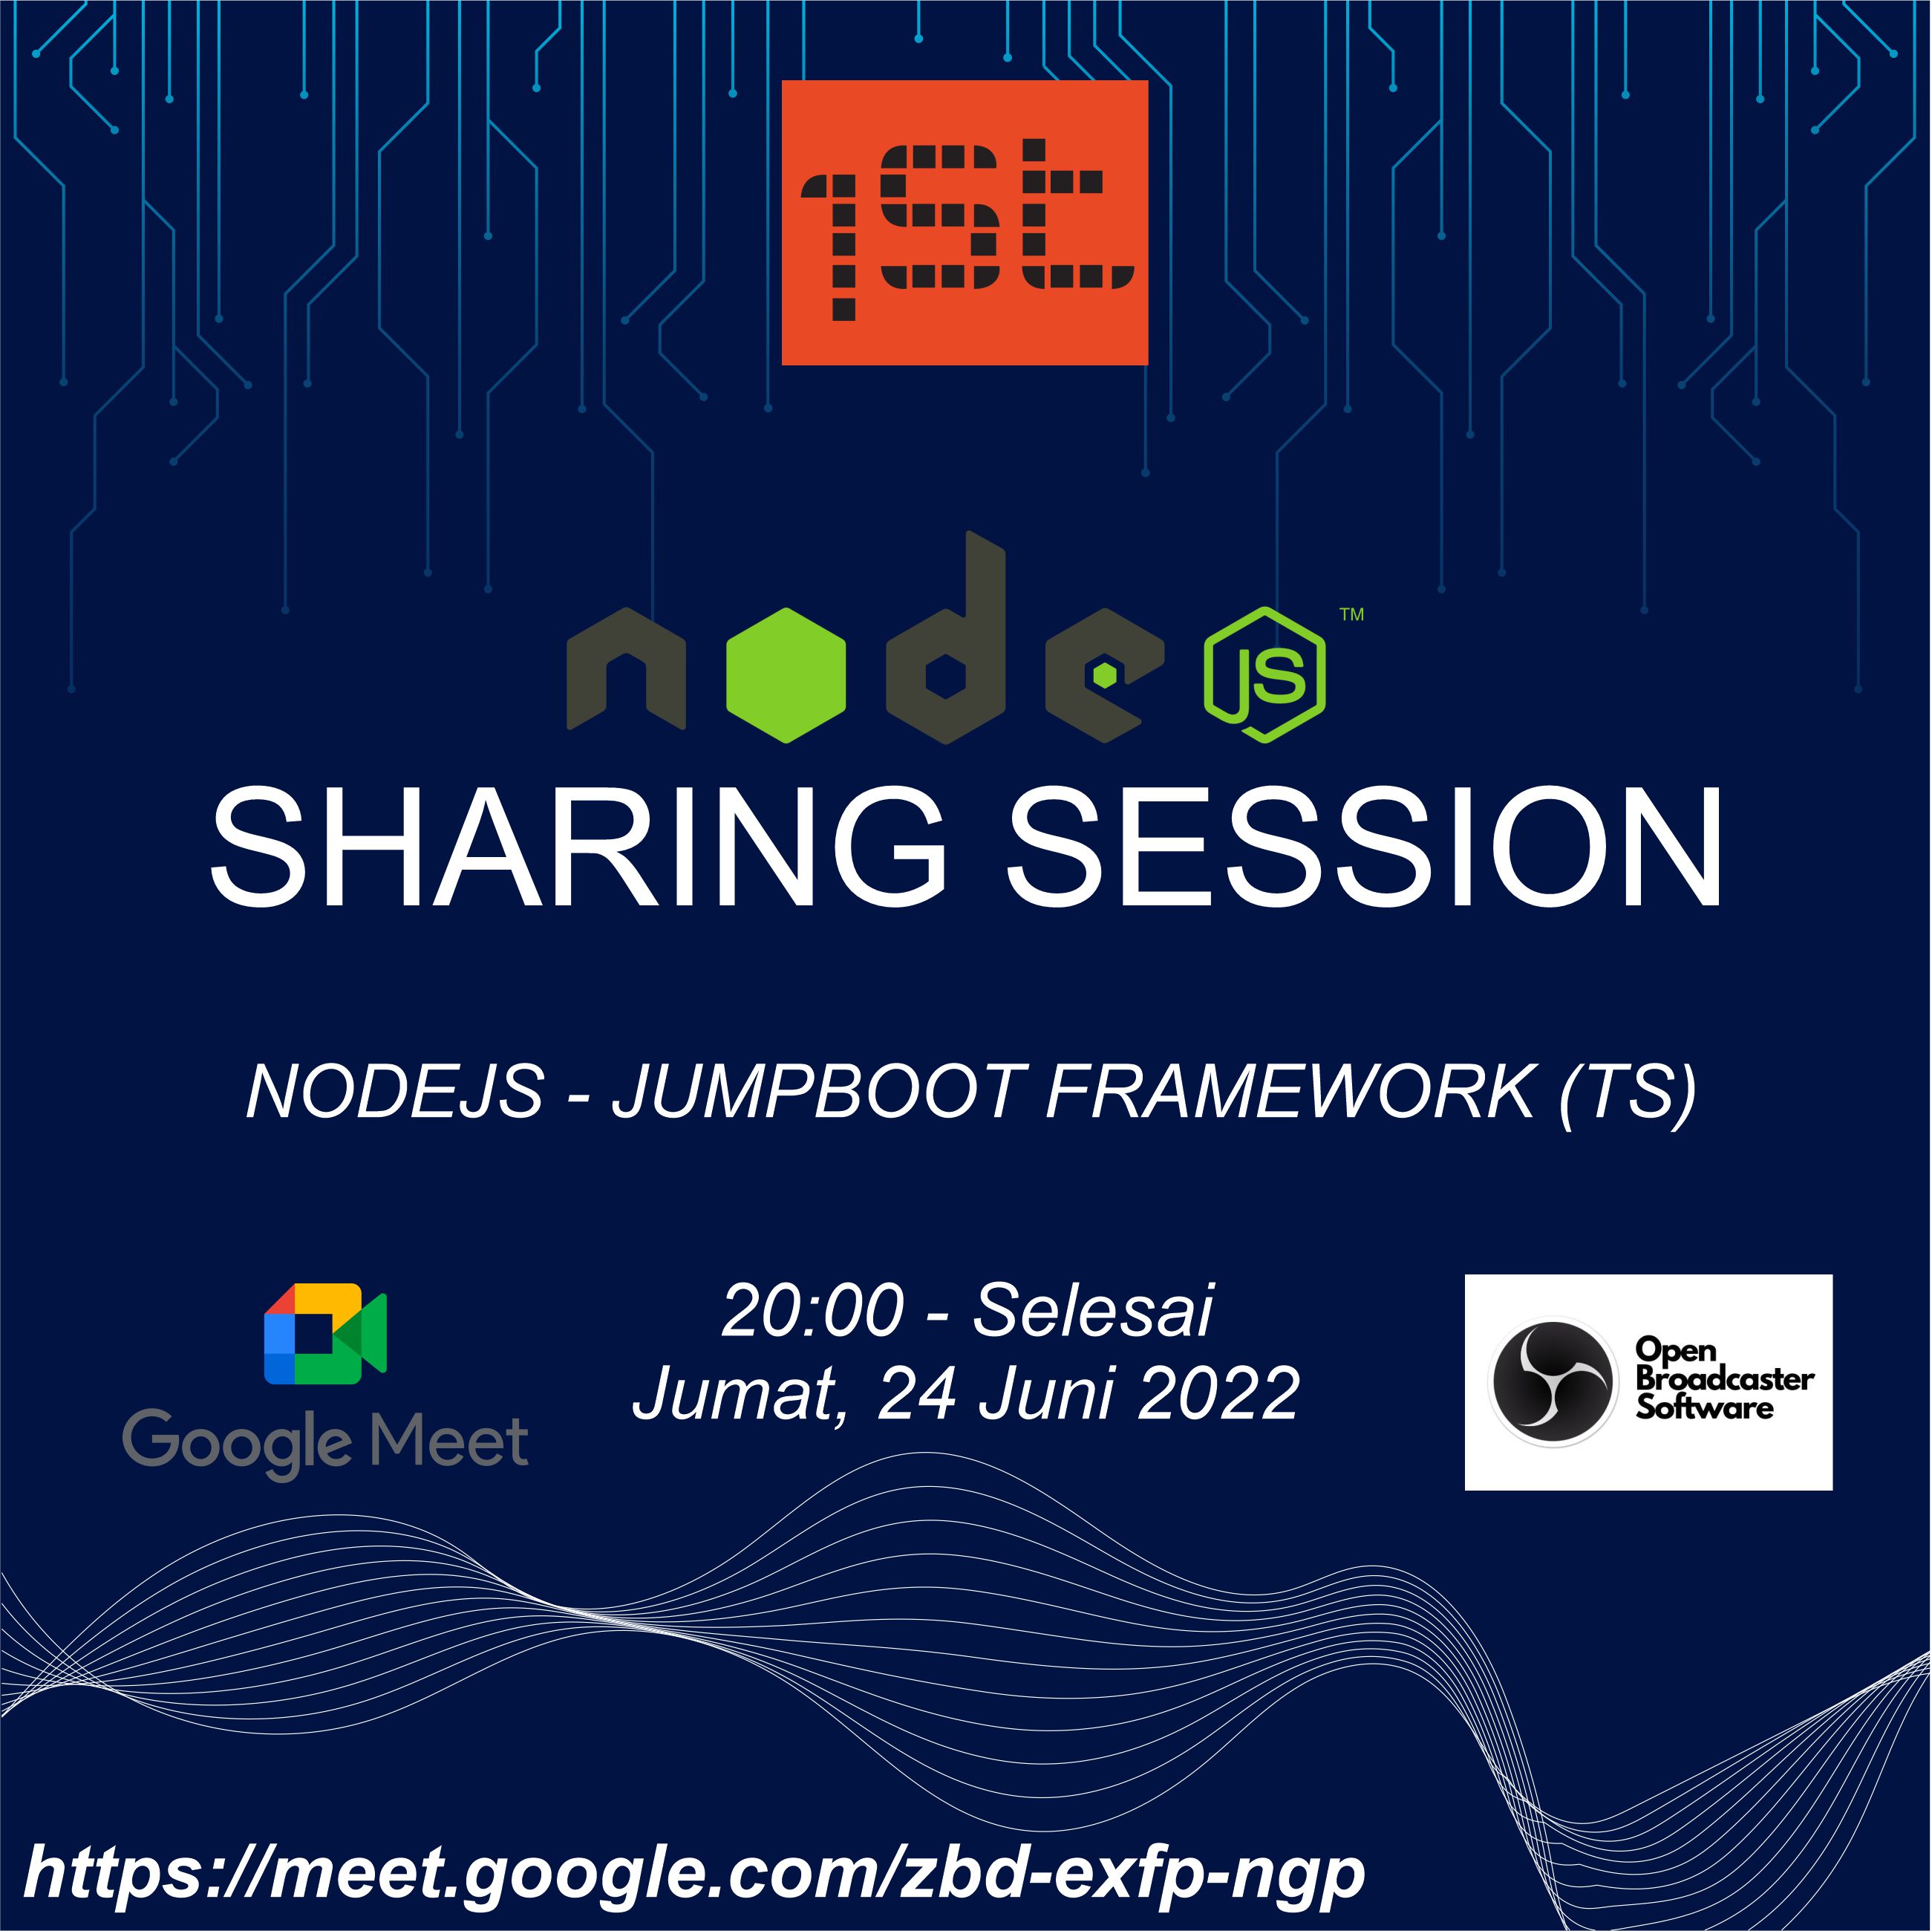 1St
node JS TM
SHARING SESSION
NODEJS - JUMPBOOT FRAMEWORK (TS)
20:00 - Selesai
Jumat, 24 Juni 2022
Google Meet
Open
Broadcaster
Software
https://meet.google.com/zbd-exfp-ngp